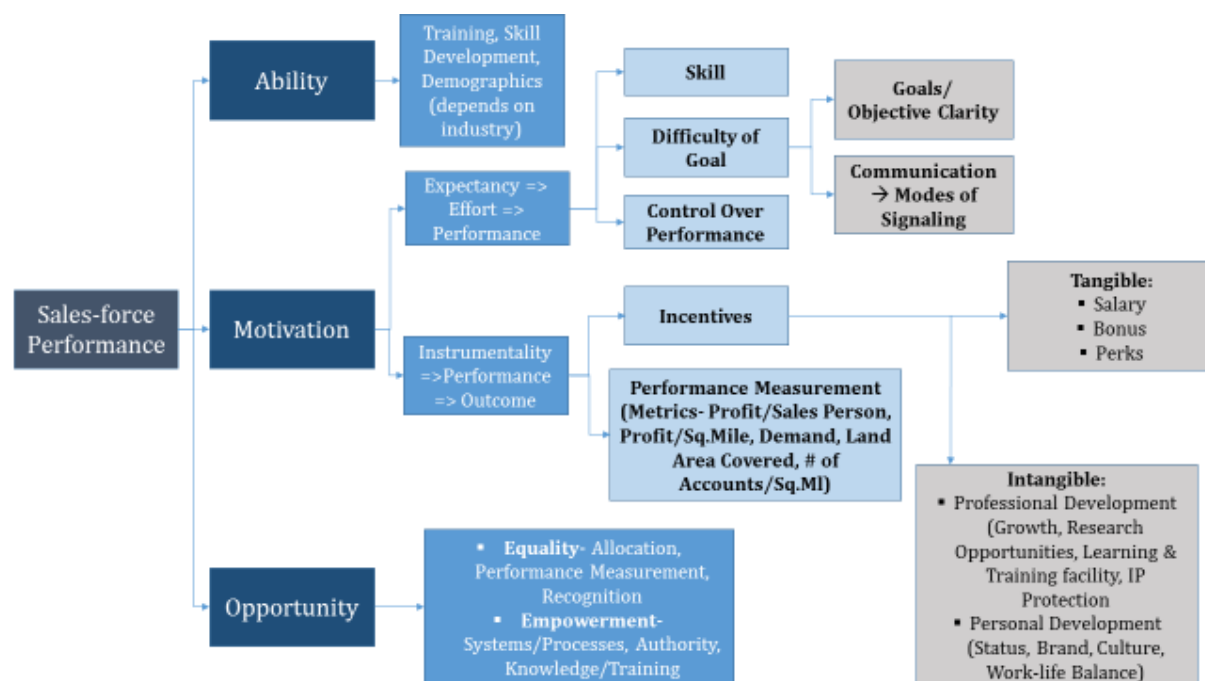 Sales-force
Performance
Ability
Training, Skill
Development,
Demographics
(depends on
industry)
Motivation
Expectancy =>
Effort =>
Performance
Skill
Difficulty of
Goal
Goals/
Objective Clarity
Communication
→ Modes of
Signaling
Control Over
Performance
Instrumentality
=>Performance
=> Outcome
Incentives
Tangible:
▪ Salary
▪ Bonus
▪ Perks
Intangible:
▪ Professional Development
(Growth, Research
Opportunities, Learning &
Training facility, IP
Protection
▪ Personal Development
(Status, Brand, Culture,
Work-life Balance)
Performance Measurement
(Metrics- Profit/Sales Person,
Profit/Sq.Mile, Demand, Land
Area Covered, # of
Accounts/Sq.Ml)
Opportunity
▪ Equality- Allocation,
Performance Measurement,
Recognition
▪ Empowerment-
Systems/Processes, Authority,
Knowledge/Training